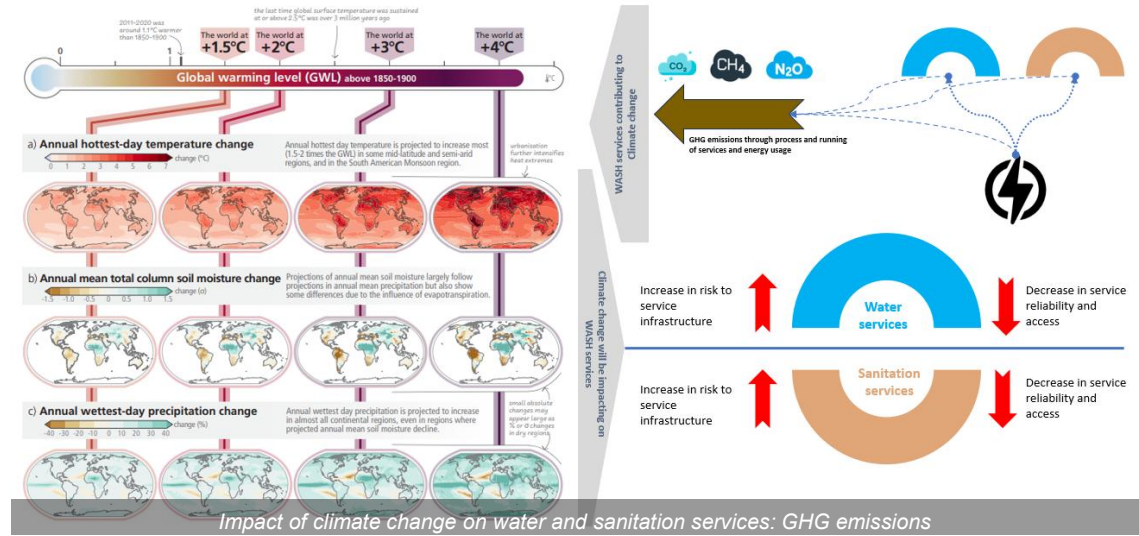 2011-2020 was
around 1.1°C warmer
than 1850-1900
the last time global surface temperature was sustained
at or above 2.5°C was over 3 million years ago
The world at
+1.5°C
The world at
+2°C
The world at
+3°C
The world at
+4°C
0
1
°C
Global warming level (GWL) above 1850-1900
a) Annual hottest-day temperature change
change (°C)
0 1 2 3 4 5 6 7
Annual hottest day temperature is projected to increase most
(1.5-2 times the GWL) in some mid-latitude and semi-arid
regions, and in the South American Monsoon region.
urbanisation
further intensifies
heat extremes
b) Annual mean total column soil moisture change
change (σ)
-1.5 -1.0 -0.5 0 0.5 1.0 1.5
Projections of annual mean soil moisture largely follow
projections in annual mean precipitation but also show
some differences due to the influence of evapotranspiration.
c) Annual wettest-day precipitation change
change (%)
-40 -30 -20 -10 0 10 20 30 40
Annual wettest day precipitation is projected to increase
in almost all continental regions, even in regions where
projected annual mean soil moisture decline.
small absolute
changes may
appear large as
% or σ changes
in dry regions
WASH services contributing to
Climate change
Climate change will be impacting on
WASH services
CO2
CH4
N2O
GHG emissions through process and running
of services and energy usage
Increase in risk to
service
infrastructure
Water
services
Decrease in service
reliability and
access
Increase in risk to
service
infrastructure
Sanitation
services
Decrease in service
reliability and
access
Impact of climate change on water and sanitation services: GHG emissions